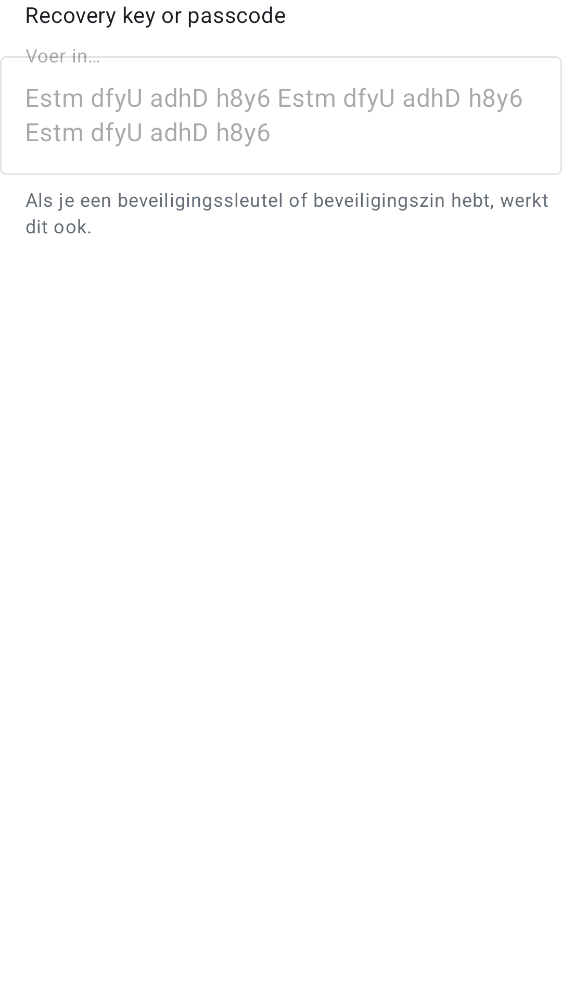 Recovery key or passcode
Voer in…
Estm dfyU adhD h8y6 Estm dfyU adhD h8y6
Estm dfyU adhD h8y6
Als je een beveiligingssleutel of beveiligingszin hebt, werkt
dit ook.